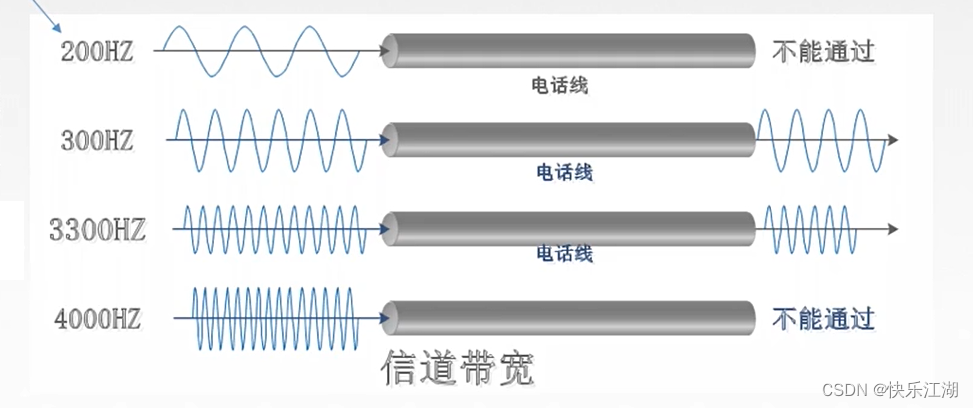 200HZ 不能通过
电话线
300HZ
电话线
3300HZ
电话线
4000HZ 不能通过
信道带宽
CSDN @快乐江湖